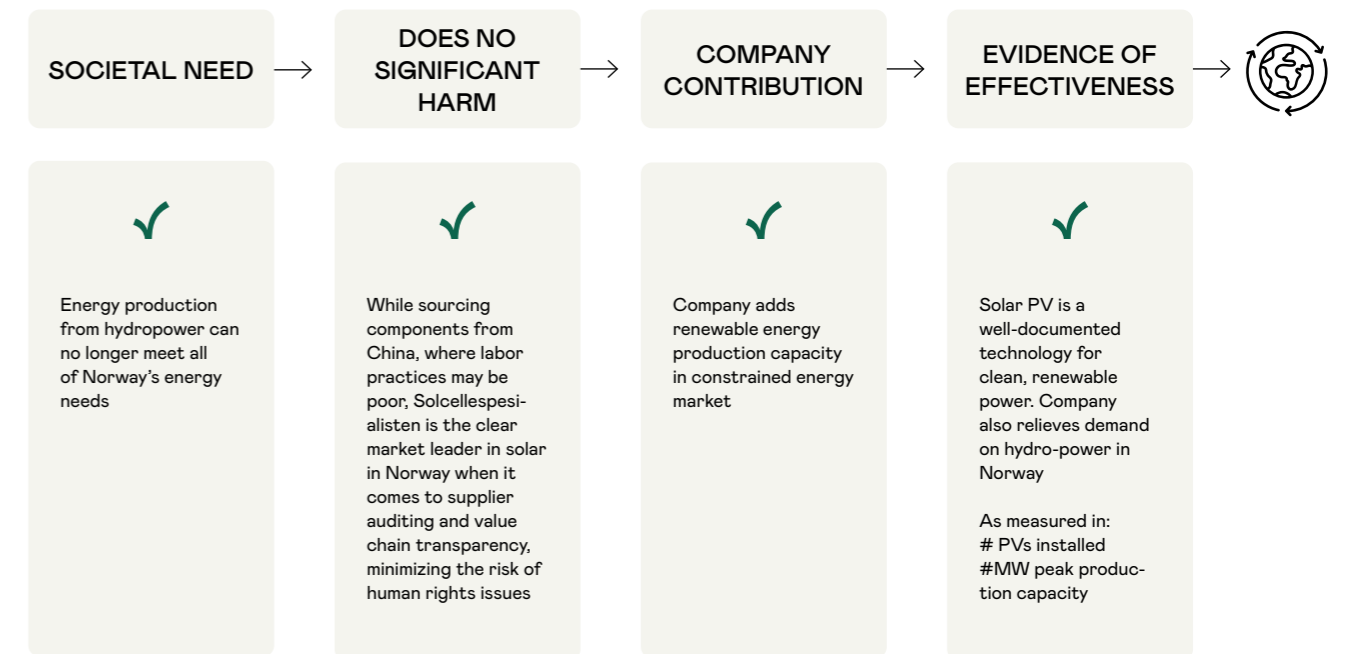 SOCIETAL NEED
DOES NO
SIGNIFICANT
HARM
COMPANY
CONTRIBUTION
EVIDENCE OF
EFFECTIVENESS
Energy production
from hydropower can
no longer meet all
of Norway’s energy
needs
While sourcing
components from
China, where labor
practices may be
poor, Solcellespesi-
alisten is the clear
market leader in solar
in Norway when it
comes to supplier
auditing and value
chain transparency,
minimizing the risk of
human rights issues
Company adds
renewable energy
production capacity
in constrained energy
market
Solar PV is a
well-documented
technology for
clean, renewable
power. Company
also relieves demand
on hydro-power in
Norway
As measured in:
# PVs installed
#MW peak produc-
tion capacity